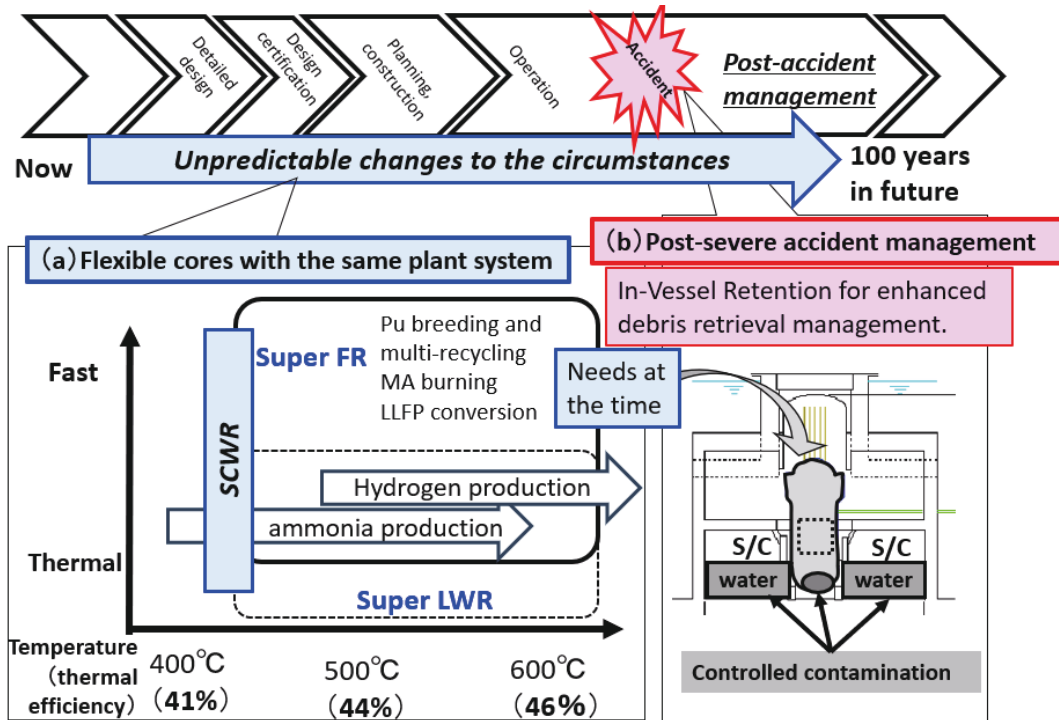 Detailed
design
Design
certification
Planning,
construction
Operation
Accident
Post-accident
management
Now
Unpredictable changes to the circumstances
100 years
in future
(a) Flexible cores with the same plant system
(b) Post-severe accident management
In-Vessel Retention for enhanced
debris retrieval management.
Fast
Super FR
Pu breeding and
multi-recycling
MA burning
LLFP conversion
Needs at
the time
SCWR
Hydrogen production
ammonia production
Thermal
Super LWR
S/C
S/C
water
water
Controlled contamination
Temperature
(thermal
efficiency)
400℃
(41%)
500℃
(44%)
600℃
(46%)